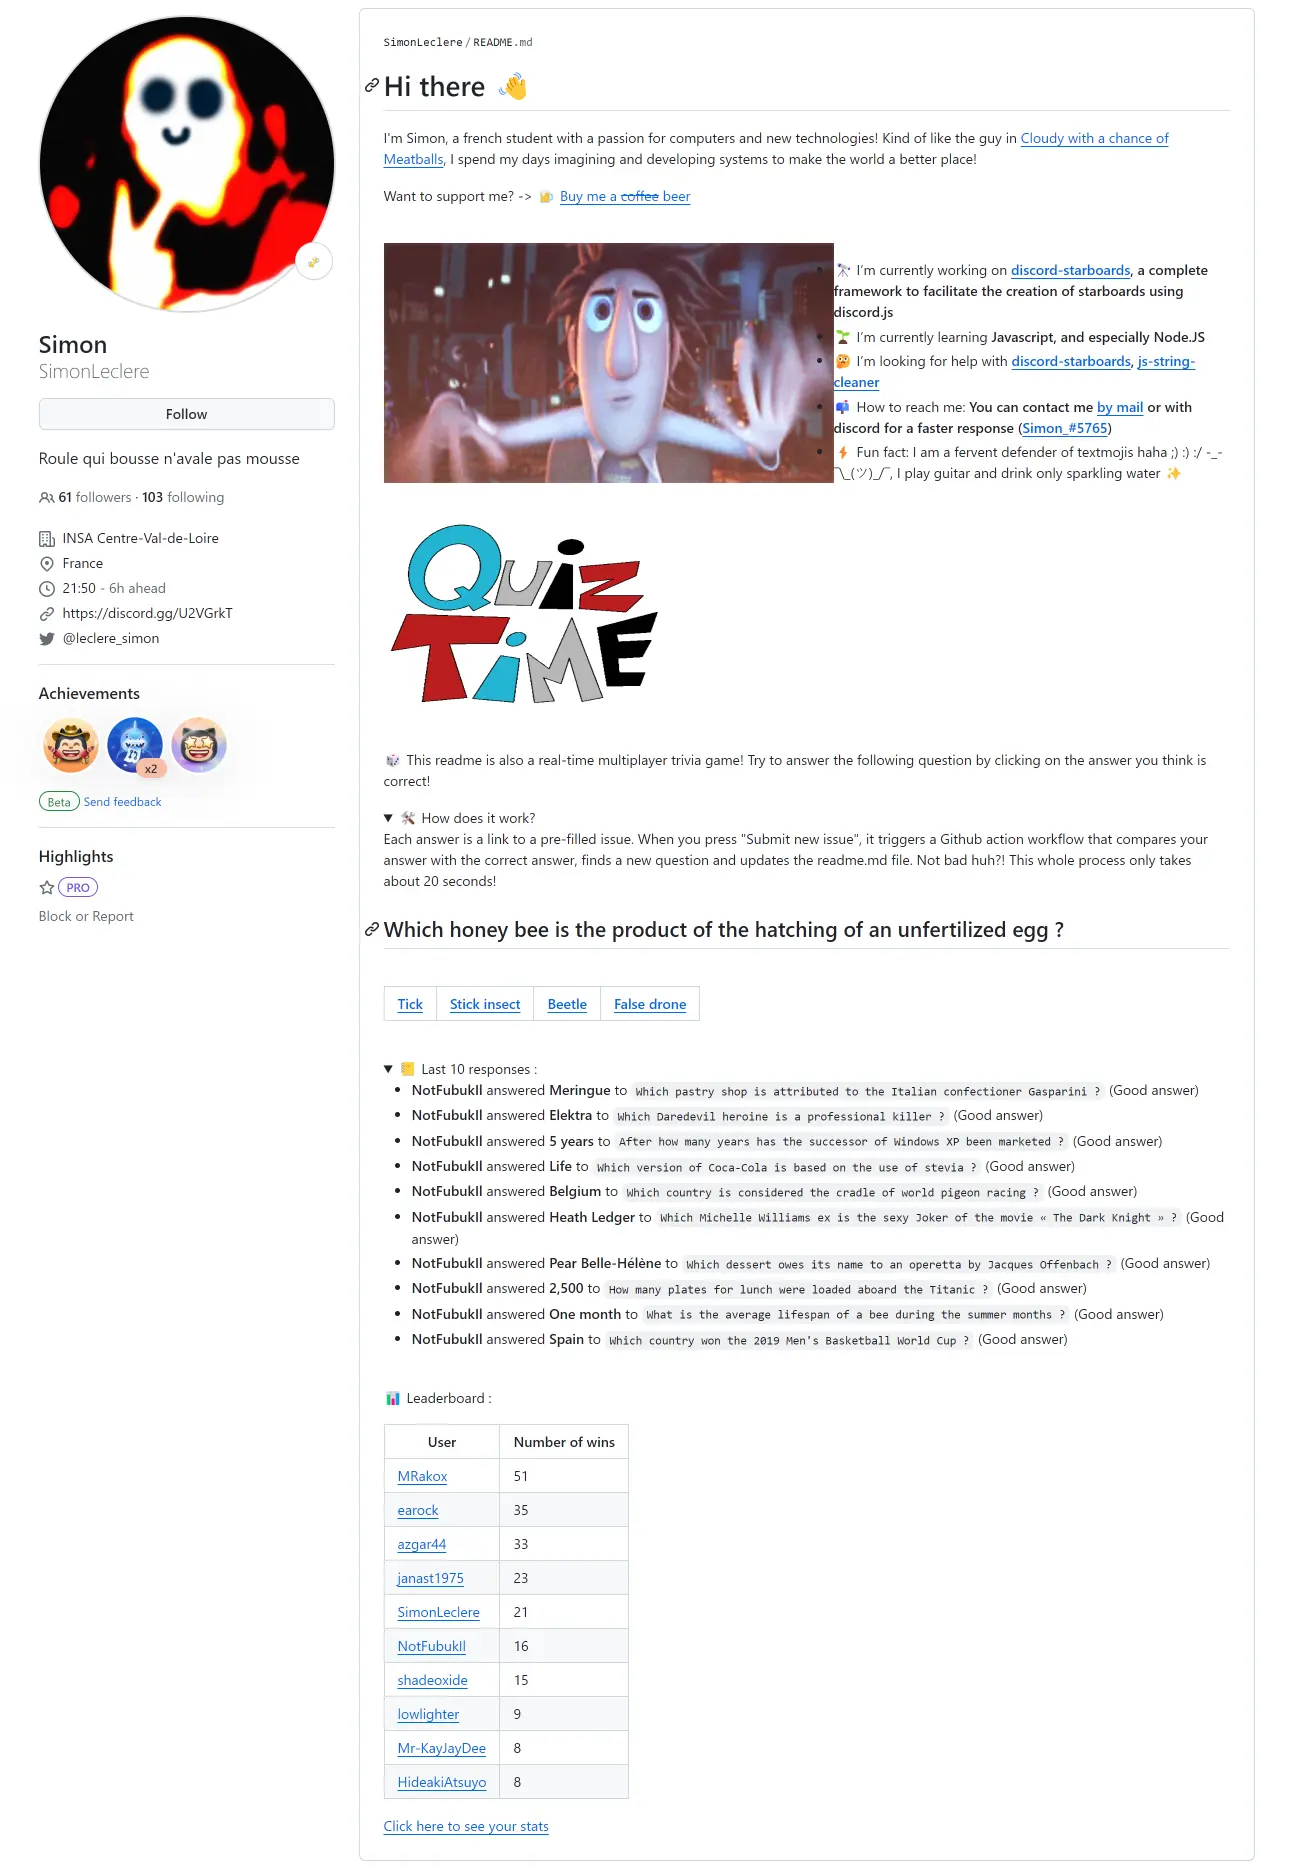 Simon
SimonLeclere
Follow
Roule qui bousse n'avale pas mousse
61 followers · 103 following
INSA Centre-Val-de-Loire
France
21:50 - 6h ahead
https://discord.gg/U2VGrkT
@leclere_simon
Achievements
x2
Beta Send feedback
Highlights
PRO
Block or Report
SimonLeclere/README.md
Hi there 👋
I'm Simon, a french student with a passion for computers and new technologies! Kind of like the guy in Cloudy with a chance of
Meatballs, I spend my days imagining and developing systems to make the world a better place!
Want to support me? -> 🍺 Buy me a coffee beer
🔭 I’m currently working on discord-starboards, a complete
framework to facilitate the creation of starboards using
discord.js
🌱 I’m currently learning Javascript, and especially Node.JS
🤔 I’m looking for help with discord-starboards, js-string-
cleaner
📫 How to reach me: You can contact me by mail or with
discord for a faster response (Simon_#5765)
⚡ Fun fact: I am a fervent defender of textmojis haha ;) :) :/ -_-
¯\_(ツ)_/¯, I play guitar and drink only sparkling water ✨
QUiZ
TiME
🎲 This readme is also a real-time multiplayer trivia game! Try to answer the following question by clicking on the answer you think is
correct!
▼ 🛠 How does it work?
Each answer is a link to a pre-filled issue. When you press "Submit new issue", it triggers a Github action workflow that compares your
answer with the correct answer, finds a new question and updates the readme.md file. Not bad huh?! This whole process only takes
about 20 seconds!
Which honey bee is the product of the hatching of an unfertilized egg ?
Tick Stick insect Beetle False drone
▼ 📒 Last 10 responses :
• NotFubukIl answered Meringue to Which pastry shop is attributed to the Italian confectioner Gasparini ? (Good answer)
• NotFubukIl answered Elektra to Which Daredevil heroine is a professional killer ? (Good answer)
• NotFubukIl answered 5 years to After how many years has the successor of Windows XP been marketed ? (Good answer)
• NotFubukIl answered Life to Which version of Coca-Cola is based on the use of stevia ? (Good answer)
• NotFubukIl answered Belgium to Which country is considered the cradle of world pigeon racing ? (Good answer)
• NotFubukIl answered Heath Ledger to Which Michelle Williams ex is the sexy Joker of the movie « The Dark Knight » ? (Good
answer)
• NotFubukIl answered Pear Belle-Hélène to Which dessert owes its name to an operetta by Jacques Offenbach ? (Good answer)
• NotFubukIl answered 2,500 to How many plates for lunch were loaded aboard the Titanic ? (Good answer)
• NotFubukIl answered One month to What is the average lifespan of a bee during the summer months ? (Good answer)
• NotFubukIl answered Spain to Which country won the 2019 Men's Basketball World Cup ? (Good answer)
📊 Leaderboard :
User Number of wins
MRakox 51
earock 35
azgar44 33
janast1975 23
SimonLeclere 21
NotFubukIl 16
shadeoxide 15
lowlighter 9
Mr-KayJayDee 8
HideakiAtsuyo 8
Click here to see your stats